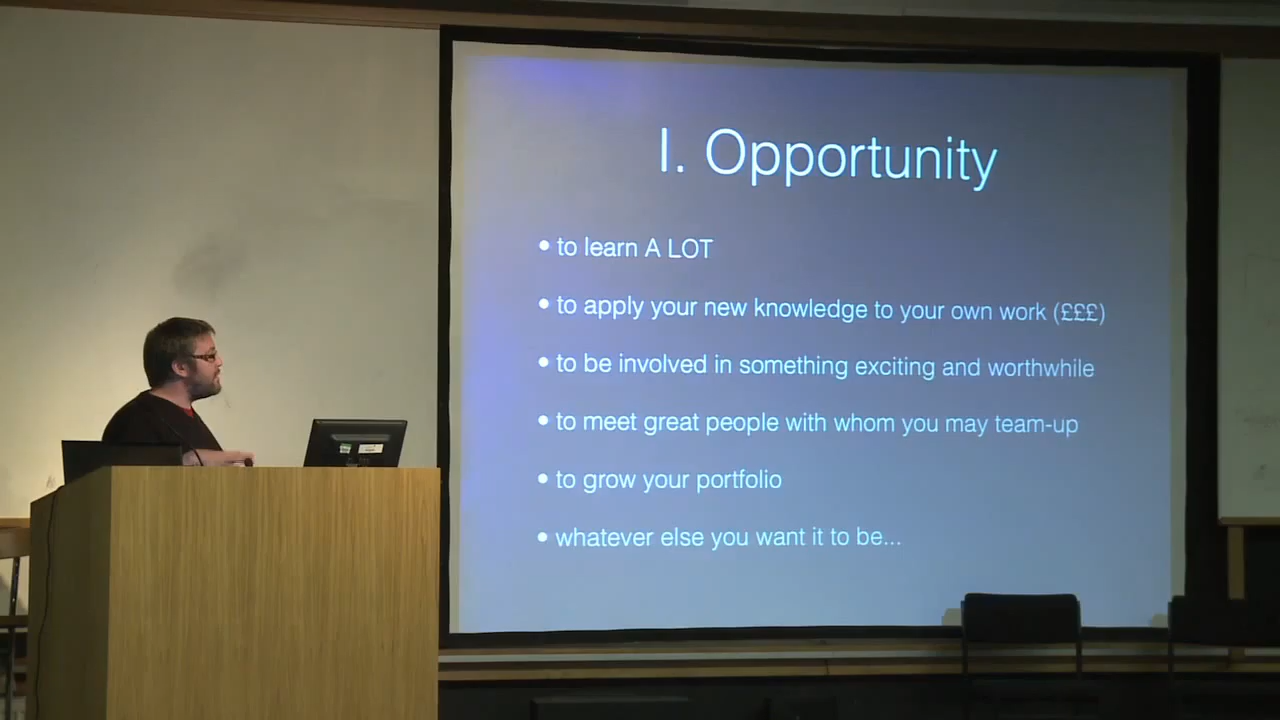 I. Opportunity
• to learn A LOT
• to apply your new knowledge to your own work (£££)
• to be involved in something exciting and worthwhile
• to meet great people with whom you may team-up
• to grow your portfolio
• whatever else you want it to be...